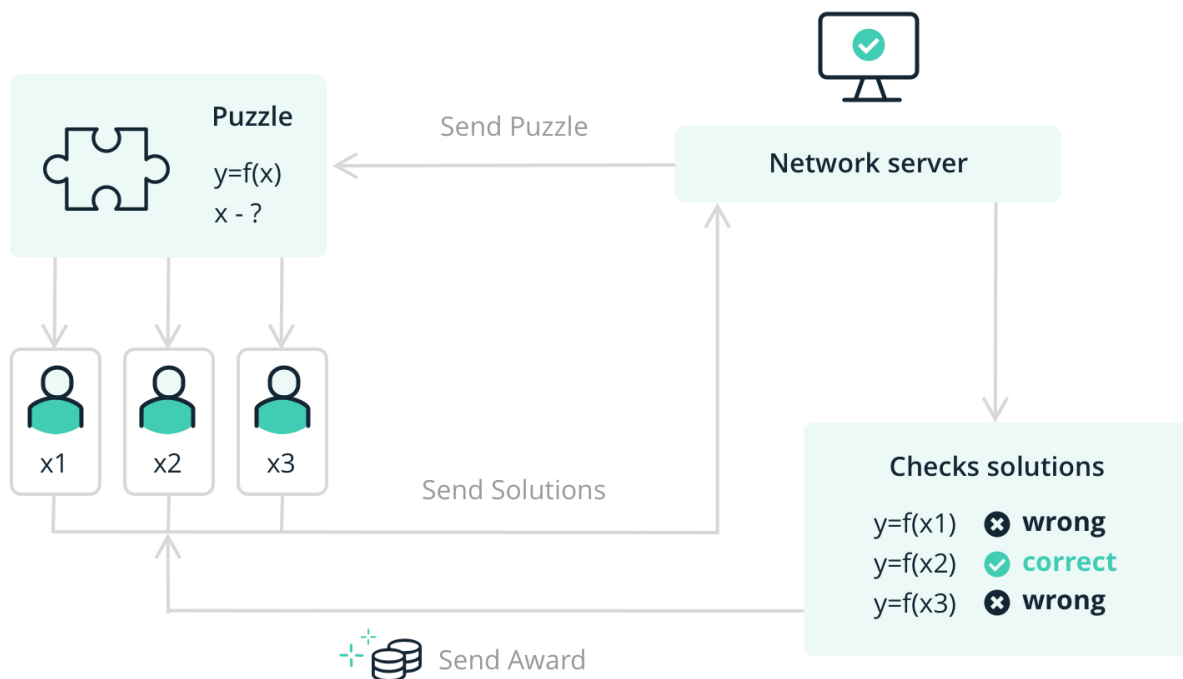 Puzzle
y=f(x)
x - ?
Send Puzzle
Network server
x1
x2
x3
Send Solutions
Checks solutions
y=f(x1) wrong
y=f(x2) correct
y=f(x3) wrong
Send Award